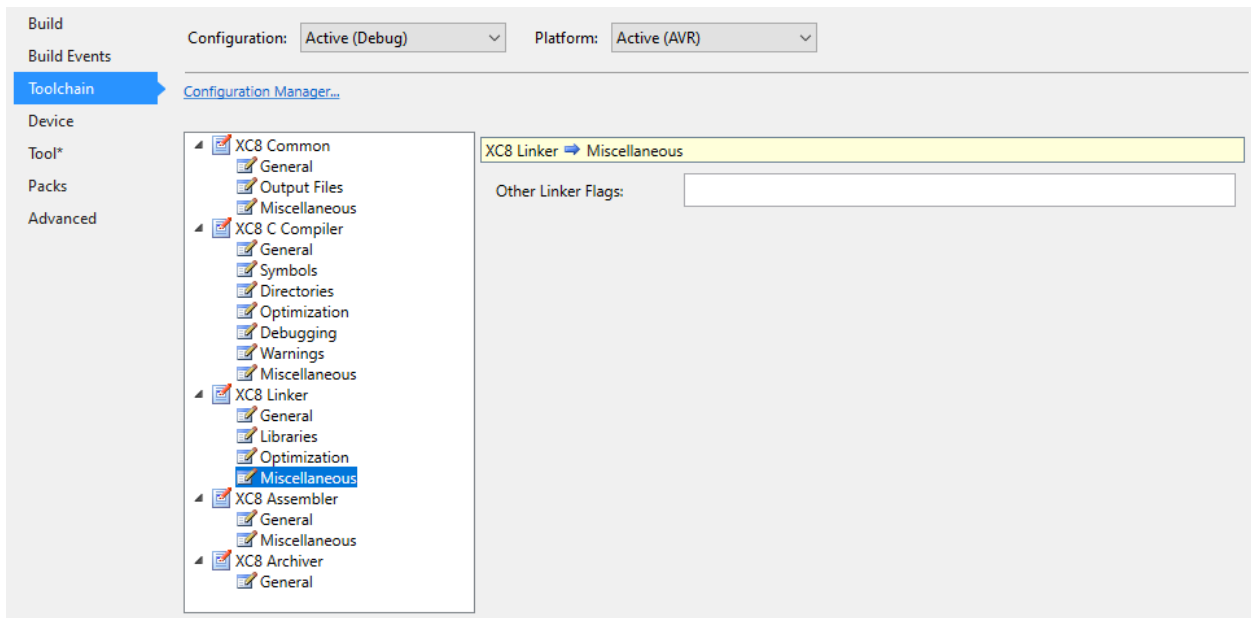 Build
Build Events
Toolchain
Device
Tool*
Packs
Advanced
Configuration: Active (Debug) Platform: Active (AVR)
Configuration Manager...
XC8 Common
General
Output Files
Miscellaneous
XC8 C Compiler
General
Symbols
Directories
Optimization
Debugging
Warnings
Miscellaneous
XC8 Linker
General
Libraries
Optimization
Miscellaneous
XC8 Assembler
General
Miscellaneous
XC8 Archiver
General
XC8 Linker ➡ Miscellaneous
Other Linker Flags: